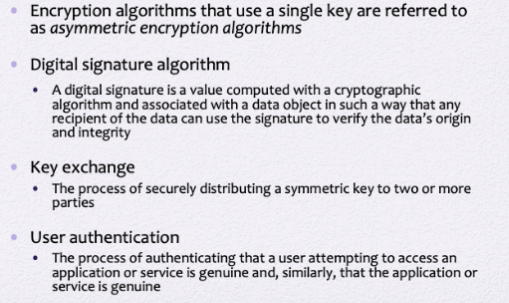 • Encryption algorithms that use a single key are referred to
as asymmetric encryption algorithms
• Digital signature algorithm
• A digital signature is a value computed with a cryptographic
algorithm and associated with a data object in such a way that any
recipient of the data can use the signature to verify the data's origin
and integrity
• Key exchange
• The process of securely distributing a symmetric key to two or more
parties
• User authentication
• The process of authenticating that a user attempting to access an
application or service is genuine and, similarly, that the application or
service is genuine